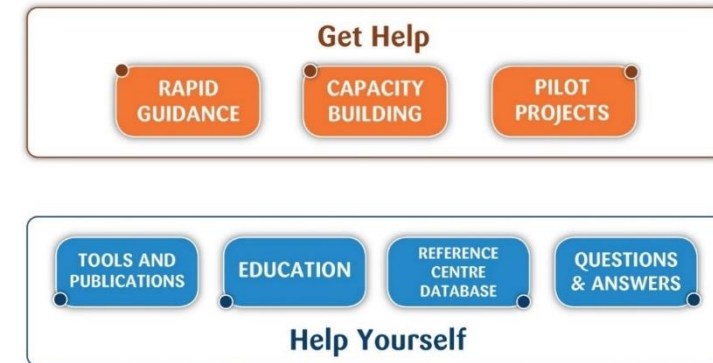 Get Help
RAPID
GUIDANCE
CAPACITY
BUILDING
PILOT
PROJECTS
TOOLS AND
PUBLICATIONS
EDUCATION
REFERENCE
CENTRE
DATABASE
QUESTIONS
& ANSWERS
Help Yourself